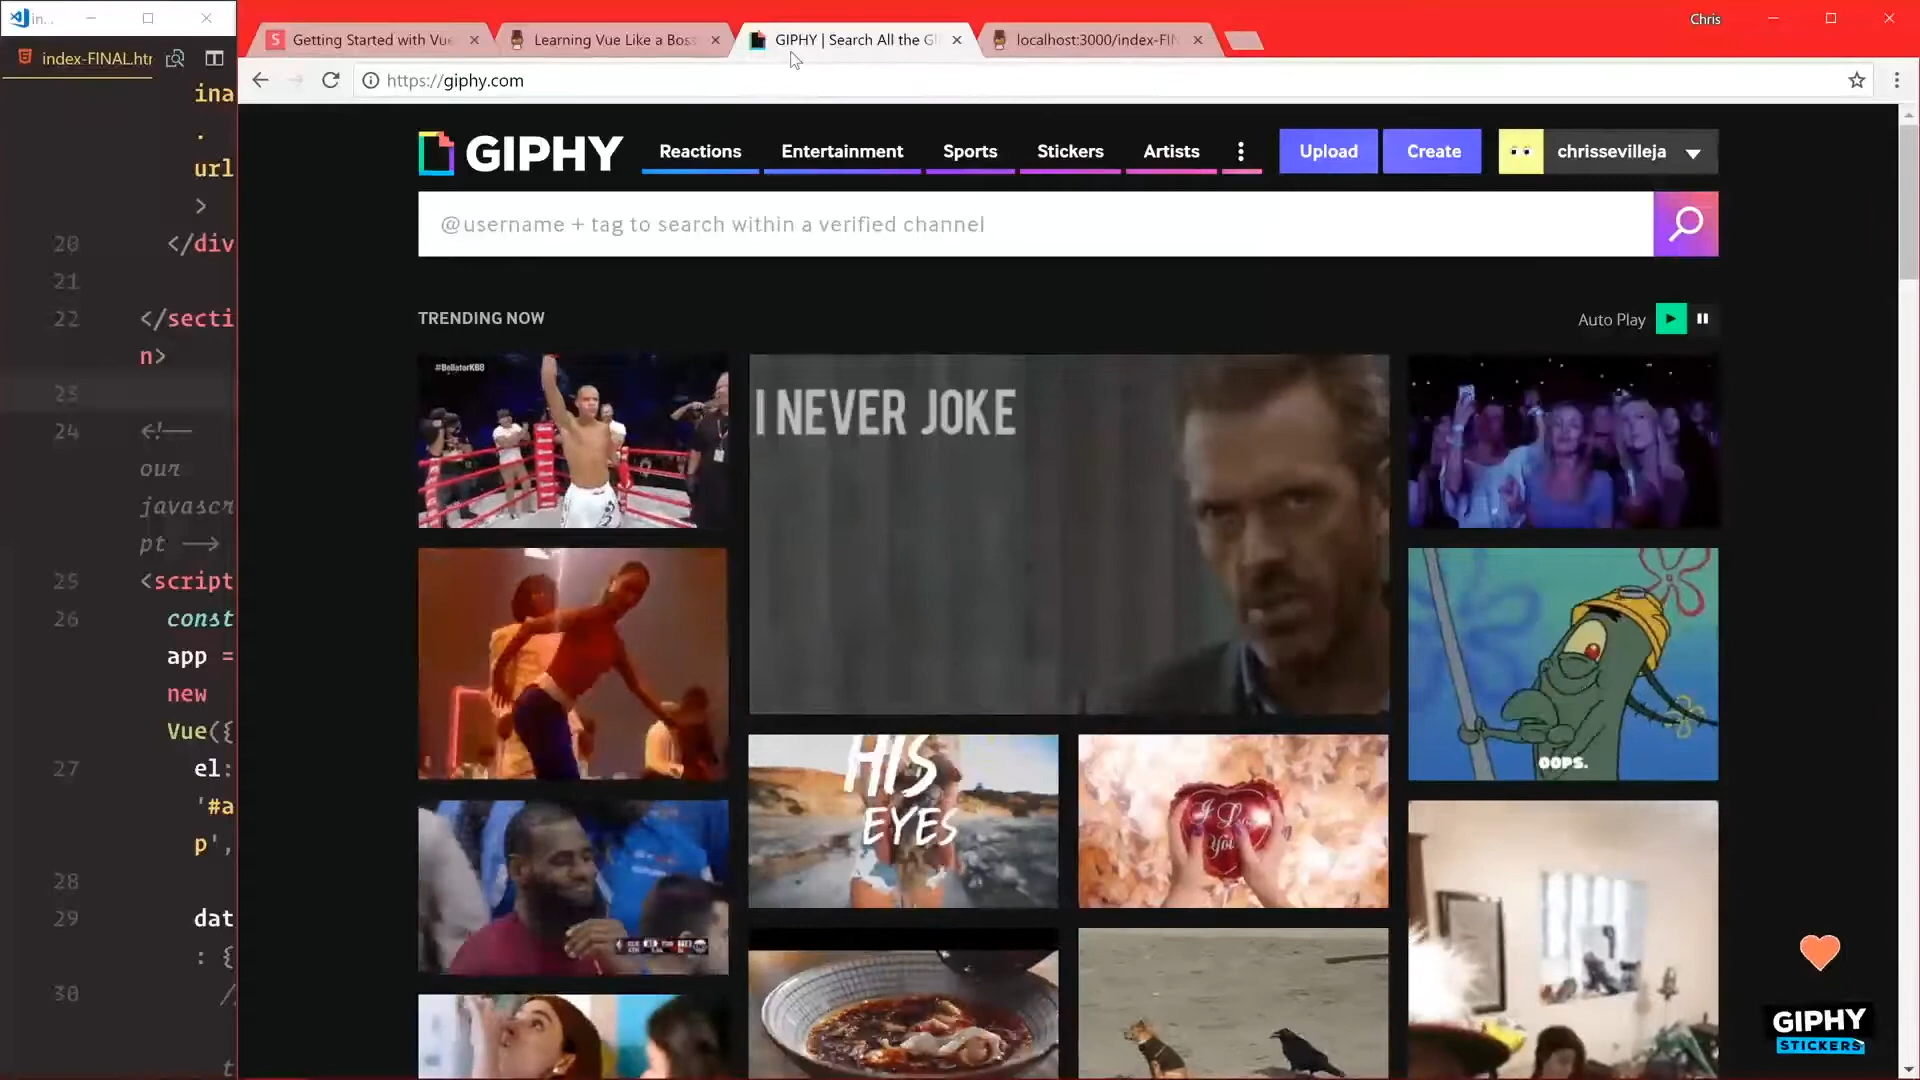 in..
Chris
Getting Started with Vue
Learning Vue Like a Boss
GIPHY | Search All the GI
localhost:3000/index-FIN
index-FINAL.htr
https://giphy.com
ina
.
url
>
20 </div
21
22 </secti
n>
23
24 <!--
our
javascr
pt -->
25 <script
26 const
app =
new
Vue({
27 el:
'#a
p',
28
29 dat
: {
30 //
GIPHY
Reactions
Entertainment
Sports
Stickers
Artists
Upload
Create
chrissevilleja
@username + tag to search within a verified channel
TRENDING NOW
Auto Play
#BellatorKB8
I NEVER JOKE
OOPS.
HIS
EYES
I Love
You
GIPHY
STICKERS